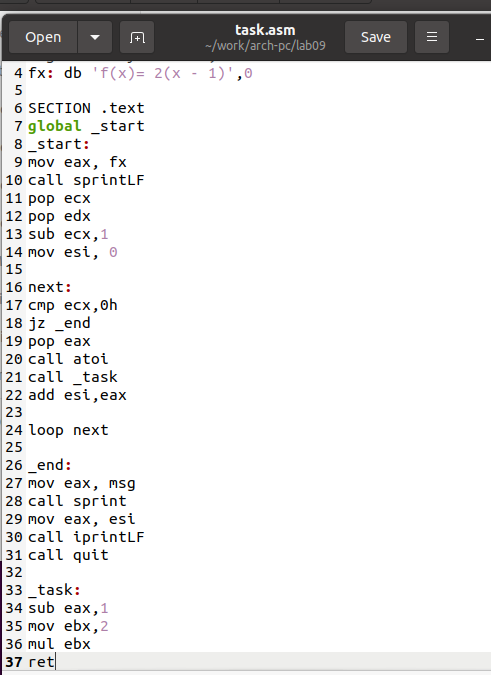 Open
task.asm
~/work/arch-pc/lab09
Save
4 fx: db 'f(x)= 2(x - 1)',0
5
6 SECTION .text
7 global _start
8 _start:
9 mov eax, fx
10 call sprintLF
11 pop ecx
12 pop edx
13 sub ecx,1
14 mov esi, 0
15
16 next:
17 cmp ecx,0h
18 jz _end
19 pop eax
20 call atoi
21 call _task
22 add esi,eax
23
24 loop next
25
26 _end:
27 mov eax, msg
28 call sprint
29 mov eax, esi
30 call iprintLF
31 call quit
32
33 _task:
34 sub eax,1
35 mov ebx,2
36 mul ebx
37 ret